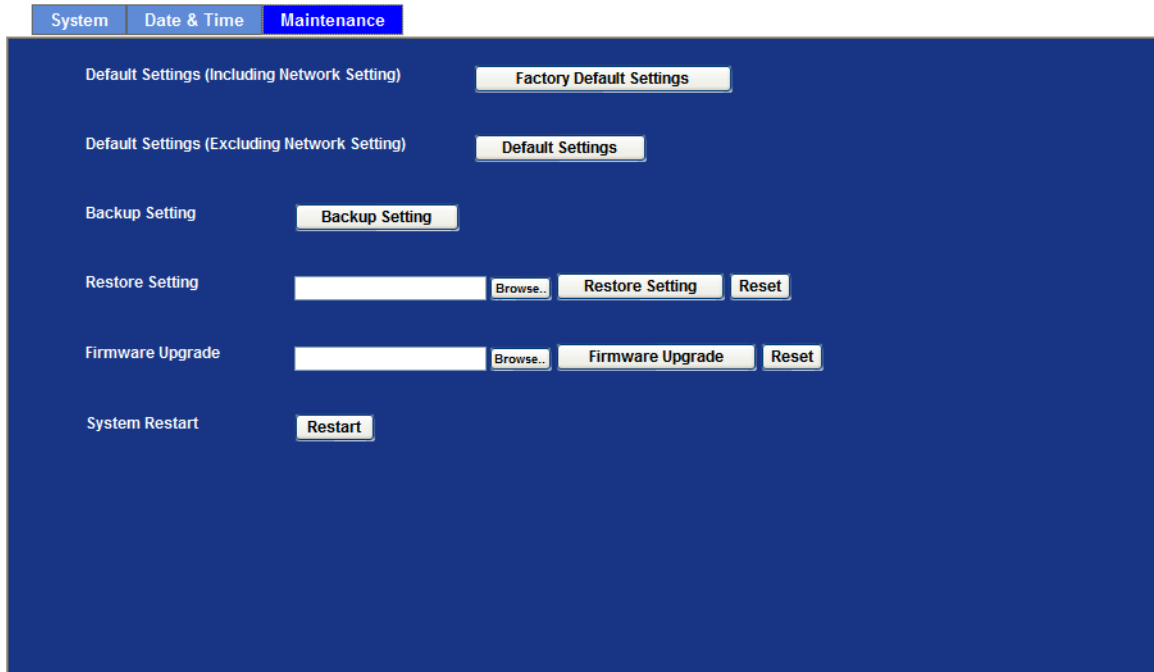 System Date & Time Maintenance
Default Settings (Including Network Setting) Factory Default Settings
Default Settings (Excluding Network Setting) Default Settings
Backup Setting Backup Setting
Restore Setting Browse.. Restore Setting Reset
Firmware Upgrade Browse.. Firmware Upgrade Reset
System Restart Restart